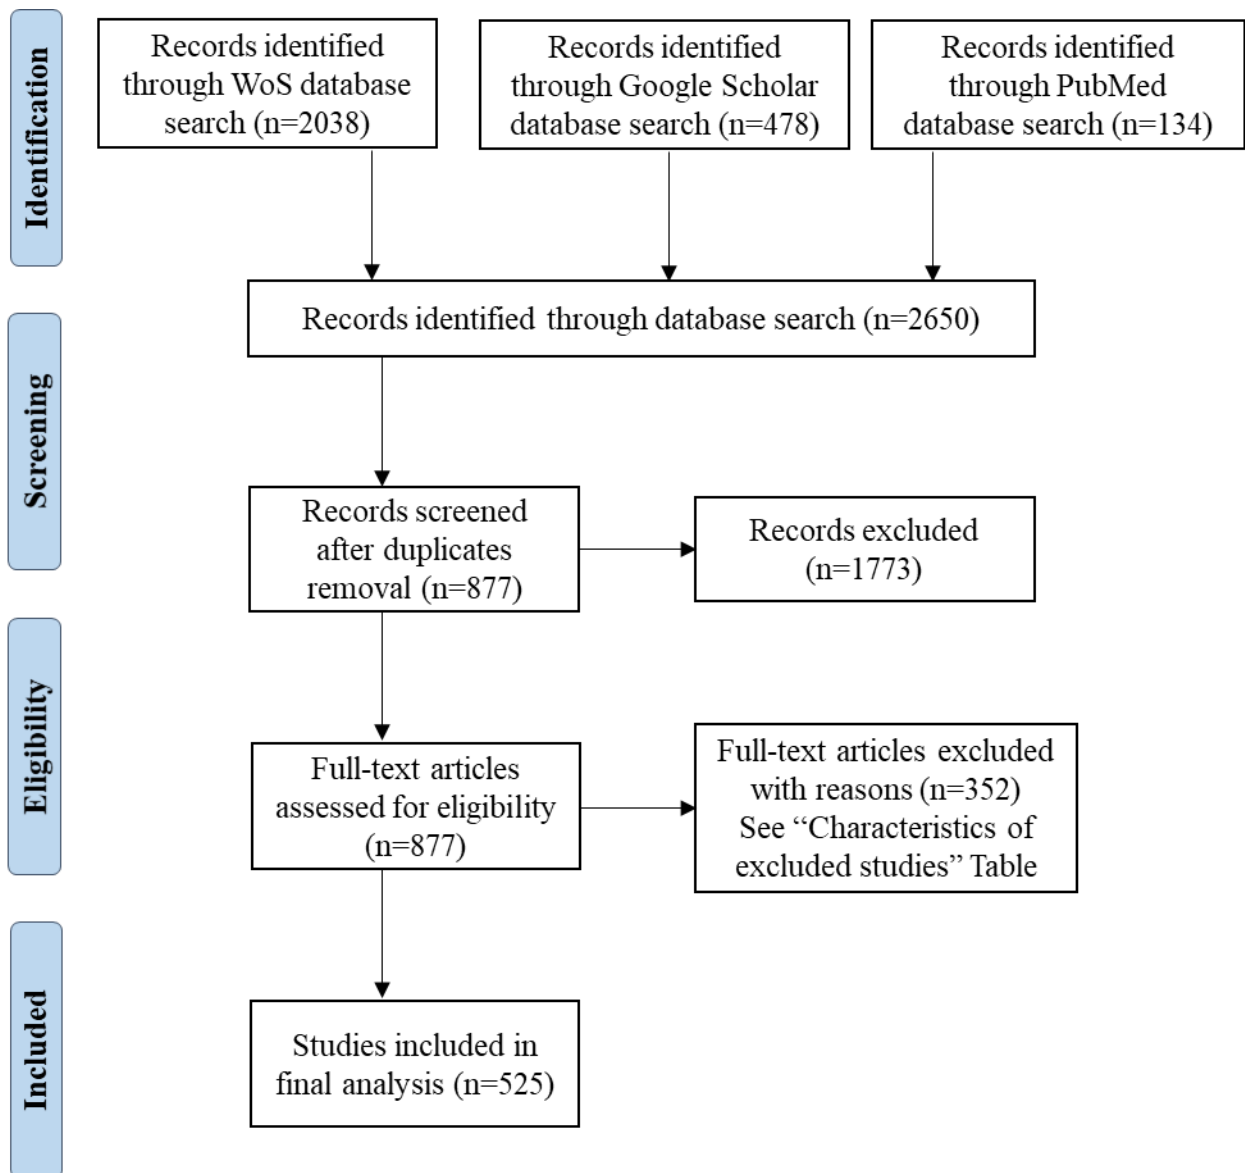 Identification
Records identified
through WoS database
search (n=2038)
Records identified
through Google Scholar
database search (n=478)
Records identified
through PubMed
database search (n=134)
Records identified through database search (n=2650)
Screening
Records screened
after duplicates
removal (n=877)
Records excluded
(n=1773)
Eligibility
Full-text articles
assessed for eligibility
(n=877)
Full-text articles excluded
with reasons (n=352)
See “Characteristics of
excluded studies” Table
Included
Studies included in
final analysis (n=525)